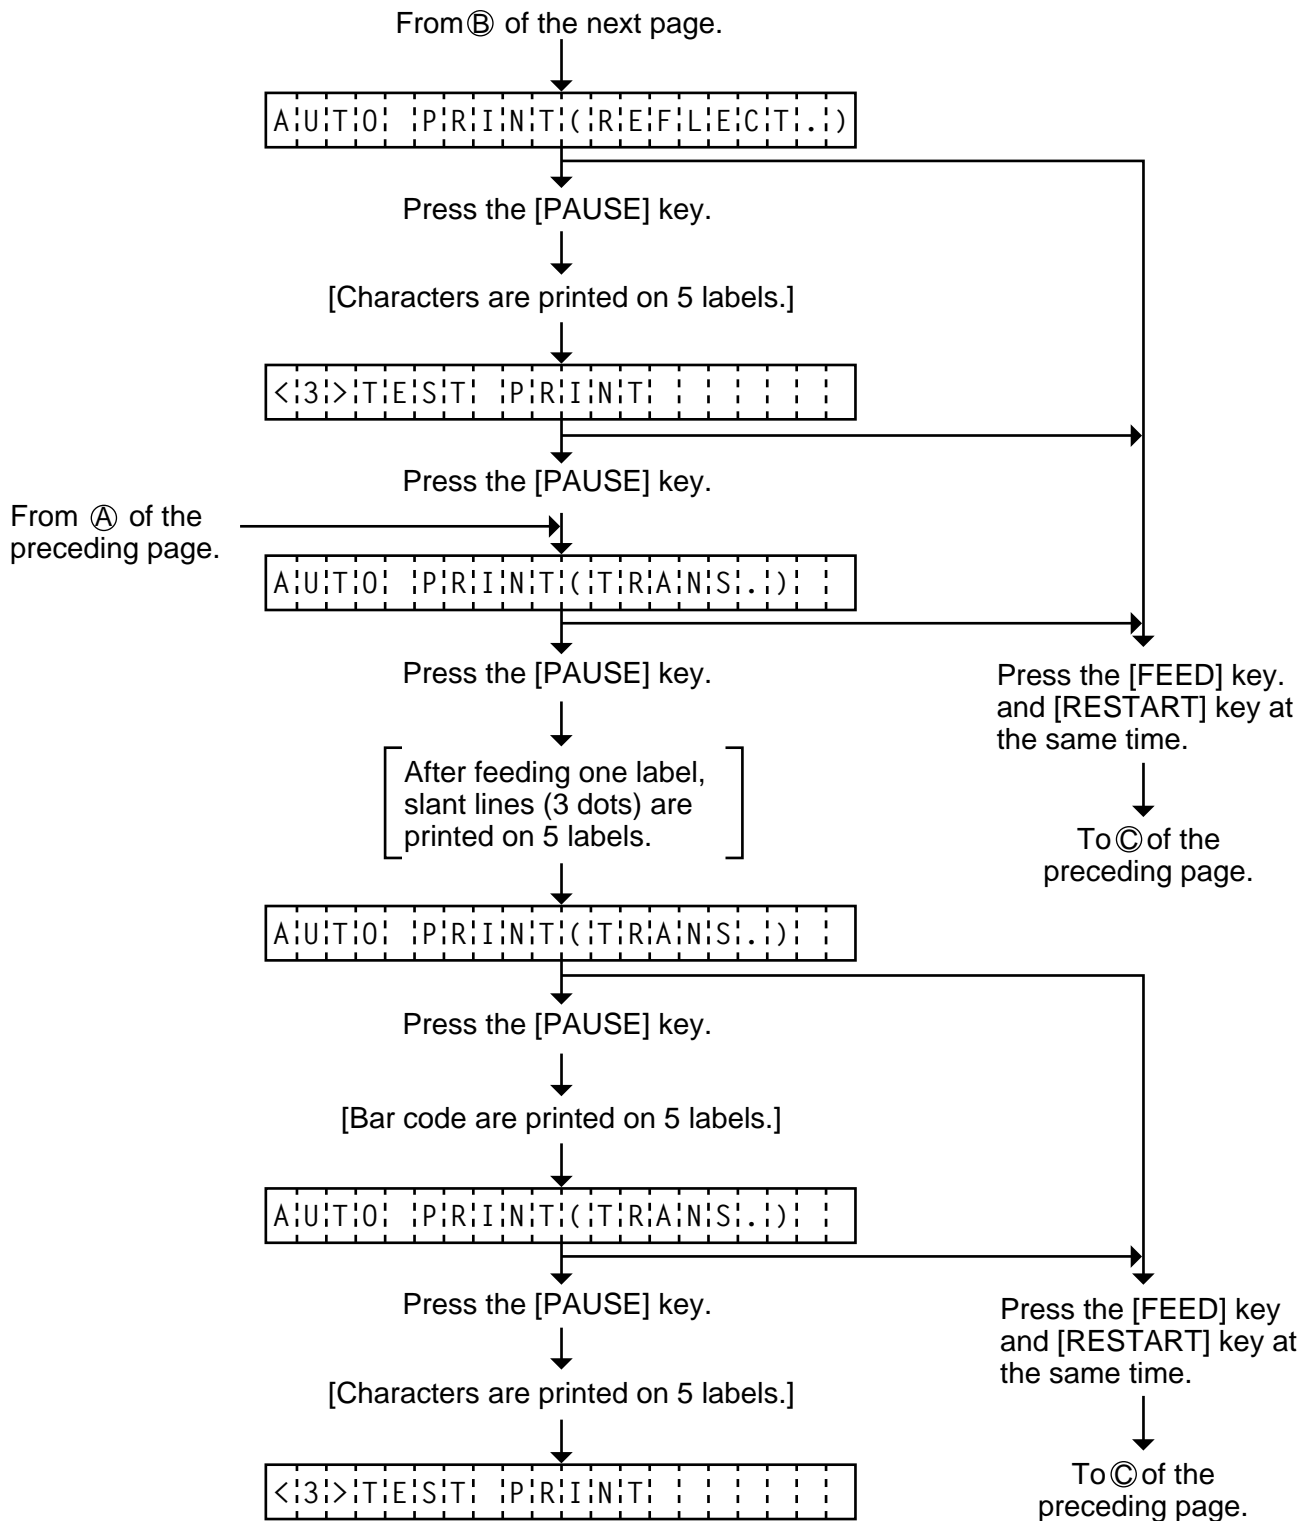 From Ⓑ of the next page.
AUTO PRINT(REFLECT.)
Press the [PAUSE] key.
[Characters are printed on 5 labels.]
<3>TEST PRINT
Press the [PAUSE] key.
From Ⓐ of the
preceding page.
AUTO PRINT(TRANS.)
Press the [PAUSE] key.
Press the [FEED] key.
and [RESTART] key at
the same time.
To Ⓒ of the
preceding page.
After feeding one label,
slant lines (3 dots) are
printed on 5 labels.
AUTO PRINT(TRANS.)
Press the [PAUSE] key.
[Bar code are printed on 5 labels.]
AUTO PRINT(TRANS.)
Press the [PAUSE] key.
Press the [FEED] key
and [RESTART] key at
the same time.
To Ⓒ of the
preceding page.
[Characters are printed on 5 labels.]
<3>TEST PRINT